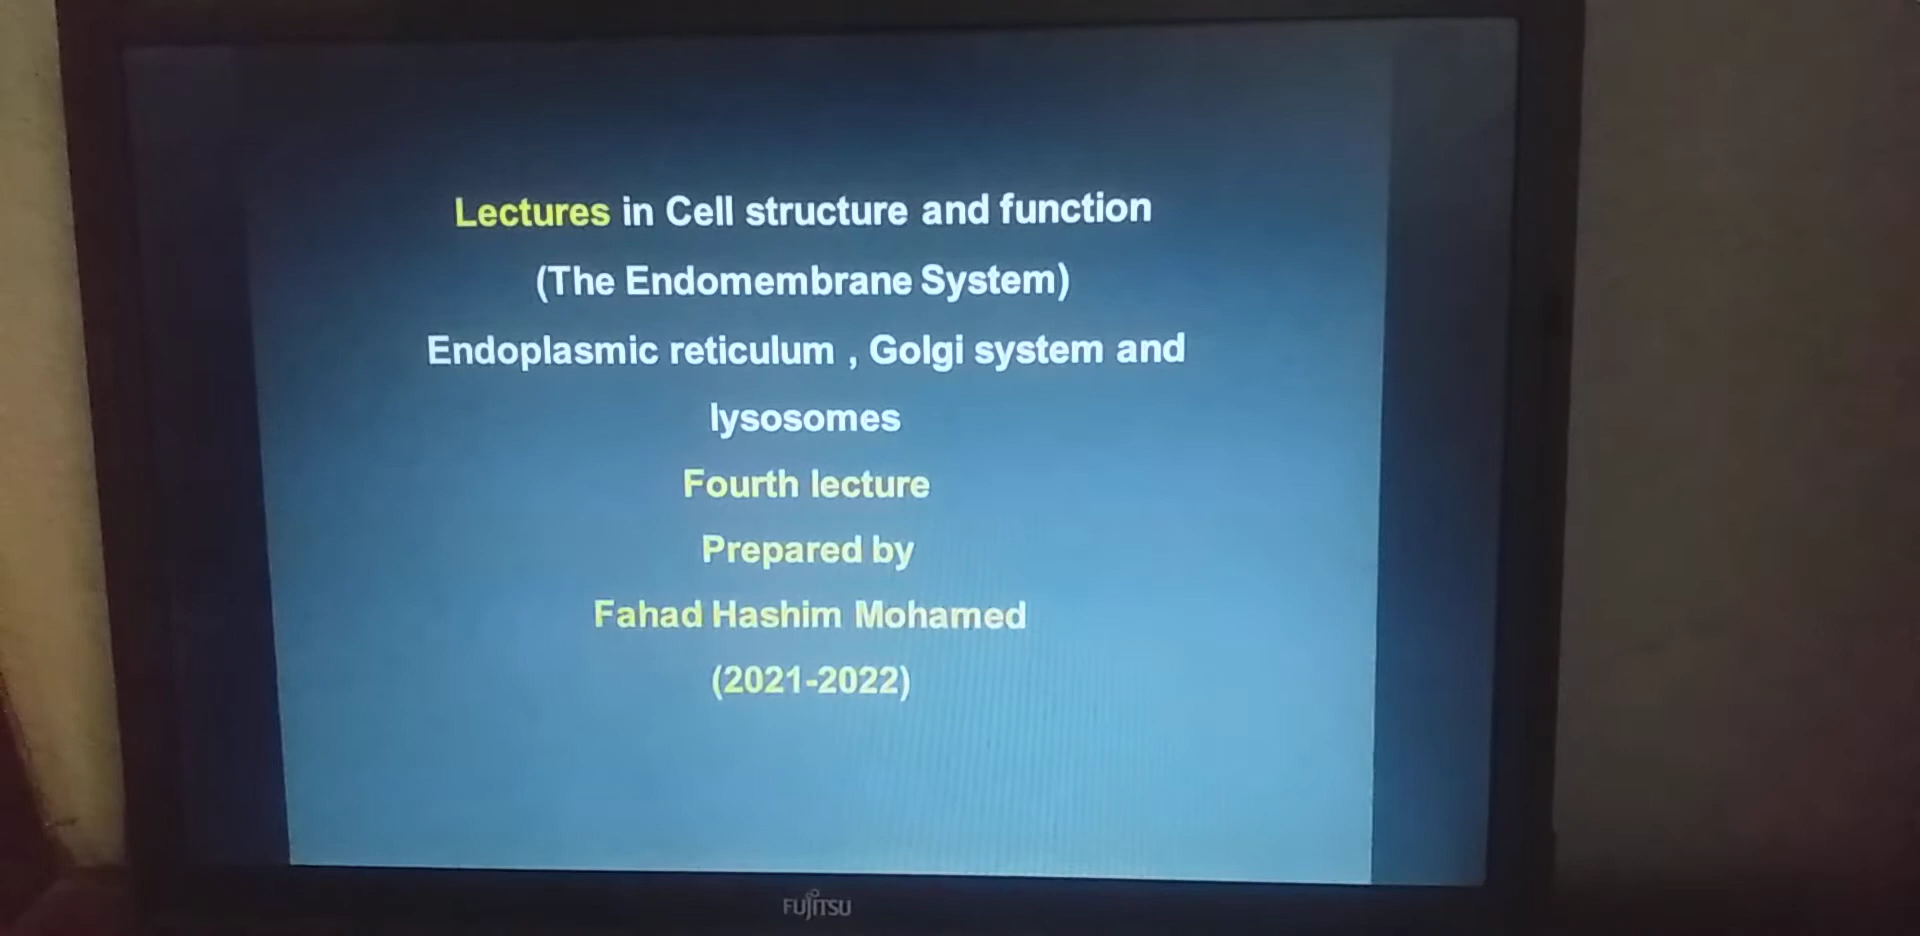 Lectures in Cell structure and function
(The Endomembrane System)
Endoplasmic reticulum , Golgi system and
lysosomes
Fourth lecture
Prepared by
Fahad Hashim Mohamed
(2021-2022)
FUJITSU